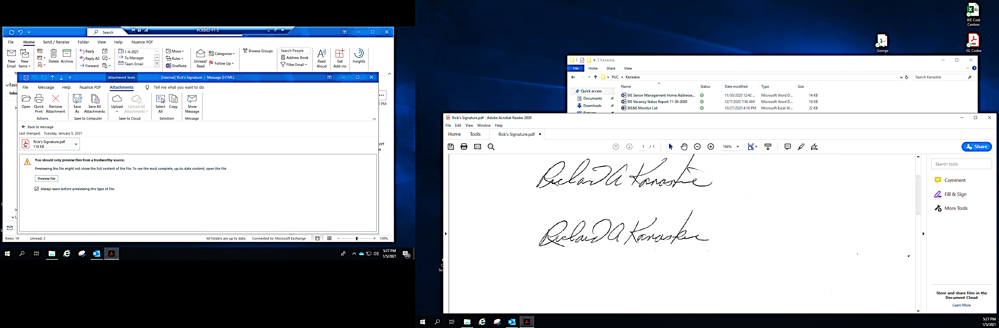 Search
PCKBIE2-F1-3
File Home Send / Receive Folder View Help Nuance PDF
New Email
New Items
Delete
Archive
Reply
Reply All
Forward
1-4-2021
To Manager
Team Email
Move
Rules
OneNote
Unread/ Read
Categorize
Follow Up
Browse Groups
Search People
Address Book
Filter Email
Read Aloud
Get Add-ins
Insights
Attachment Tools
[External] Rick's Signature - Message (HTML)
File Message Help Nuance PDF Attachments Tell me what you want to do
Open
Quick Print
Remove Attachment
Save As
Save All Attachments
Upload
Upload All Attachments
Select All
Copy
Show Message
Actions Save to Computer Save to Cloud Selection Message
Back to message
Last changed: Tuesday, January 5, 2021
Rick's Signature.pdf
118 KB
You should only preview files from a trustworthy source.
Previewing the file might not show the full content of the file. To see the most complete, up-to-date content, open the file.
Preview file
Always warn before previewing this type of file.
Items: 14 Unread: 2 All folders are up to date. Connected to: Microsoft Exchange 100%
5:27 PM
1/5/2021
20
BIE Cost Centers
George
GL Codes
Kanaskie
File Home Share View
PUC > Kanaskie
Search Kanaskie
Name Status Date modified Type Size
Quick access
Documents
Downloads
Pictures
BIE Senior Management Home Addresse... 11/30/2020 12:42 ... Microsoft Word D... 14 KB
BIE Vacancy Status Report 11-30-2020 12/7/2020 7:56 AM Microsoft Word D... 16 KB
BIE&E Monitor List 10/27/2020 4:18 PM Microsoft Excel W... 22 KB
Rick's Signature.pdf - Adobe Acrobat Reader 2020
File Edit View Window Help
Home Tools Rick's Signature.pdf
1 / 1 164% Share
Richard A Kanaskie
Richard A Kanaskie
Search tools
Comment
Fill & Sign
More Tools
Store and share files in the
Document Cloud
Learn More
5:27 PM
1/5/2021